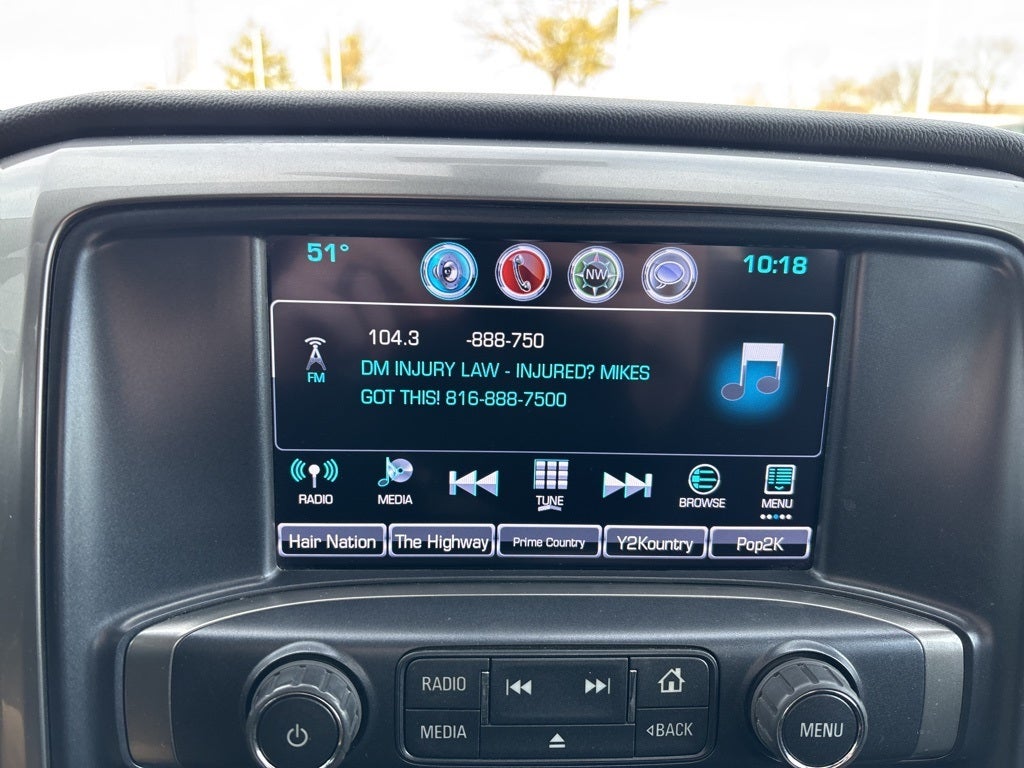 51° NW 10:18
104.3 -888-750
FM
DM INJURY LAW - INJURED? MIKES
GOT THIS! 816-888-7500
RADIO MEDIA TUNE BROWSE MENU
Hair Nation The Highway Prime Country Y2Kountry Pop2K
RADIO
MEDIA BACK MENU